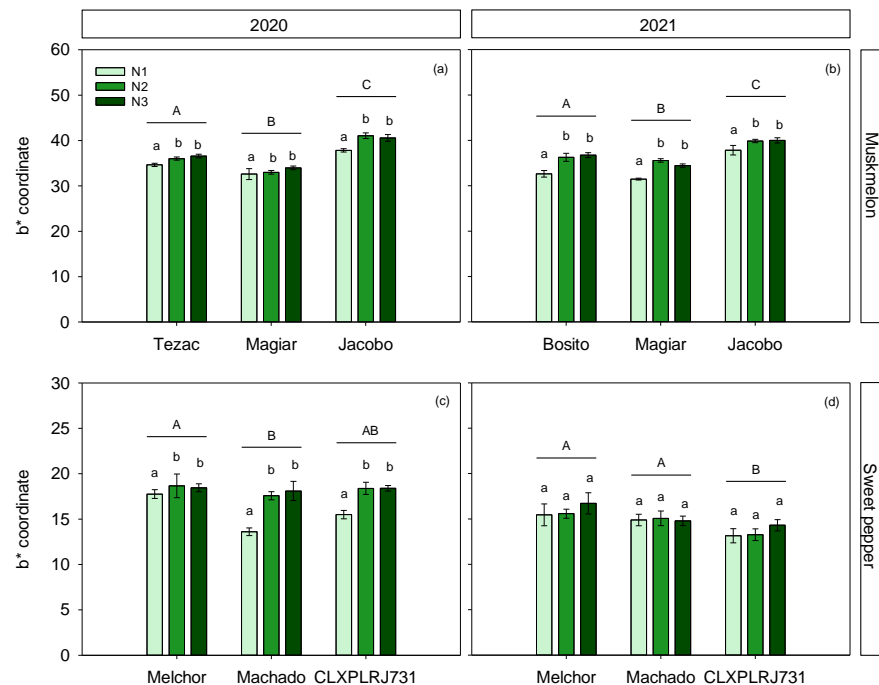 2020
2021
60
50
40
30
20
10
0
b* coordinate
N1
N2
N3
(a)
A
a
b
b
B
a
b
b
C
a
b
b
Tezac
Magiar
Jacobo
(b)
A
a
b
b
B
a
b
b
C
a
b
b
Bosito
Magiar
Jacobo
Muskmelon
30
25
20
15
10
5
0
b* coordinate
(c)
A
a
b
b
B
a
b
b
AB
a
b
b
Melchor
Machado
CLXPLRJ731
(d)
A
a
a
a
A
a
a
a
B
a
a
a
Melchor
Machado
CLXPLRJ731
Sweet pepper